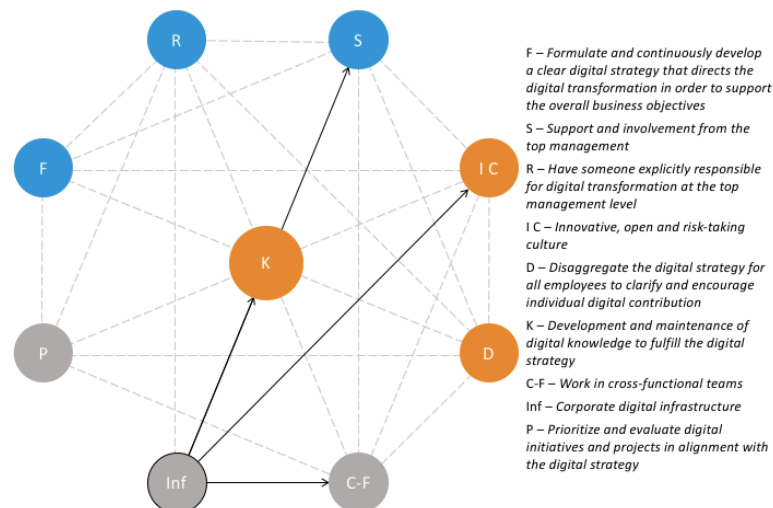 R
S
F
I C
K
P
D
Inf
C-F
F – Formulate and continuously develop
a clear digital strategy that directs the
digital transformation in order to support
the overall business objectives
S – Support and involvement from the
top management
R – Have someone explicitly responsible
for digital transformation at the top
management level
I C – Innovative, open and risk-taking
culture
D – Disaggregate the digital strategy for
all employees to clarify and encourage
individual digital contribution
K – Development and maintenance of
digital knowledge to fulfill the digital
strategy
C-F – Work in cross-functional teams
Inf – Corporate digital infrastructure
P – Prioritize and evaluate digital
initiatives and projects in alignment with
the digital strategy